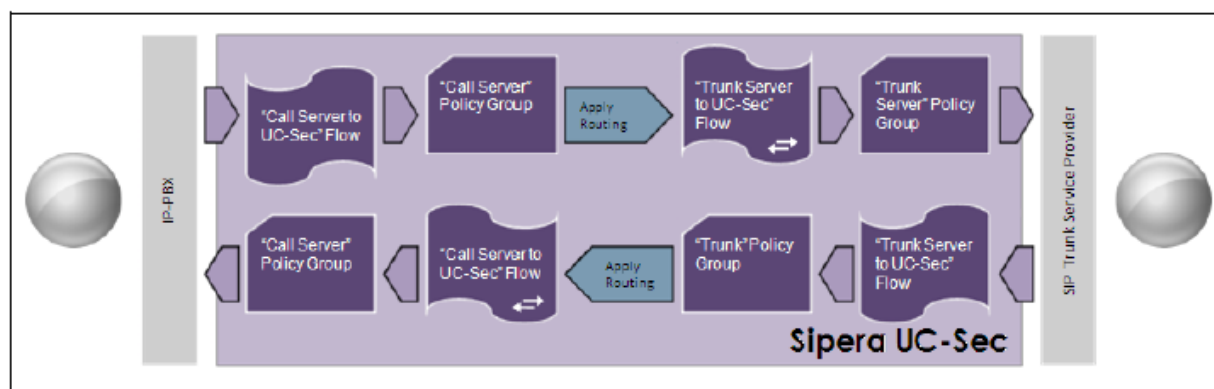 IP-PBX
"Call Server to
UC-Sec" Flow
"Call Server"
Policy Group
Apply
Routing
"Trunk Server
to UC-Sec"
Flow
"Trunk
Server" Policy
Group
SIP Trunk Service Provider
"Call Server"
Policy Group
"Call Server to
UC-Sec" Flow
Apply
Routing
"Trunk" Policy
Group
"Trunk Server
to UC-Sec"
Flow
Sipera UC-Sec